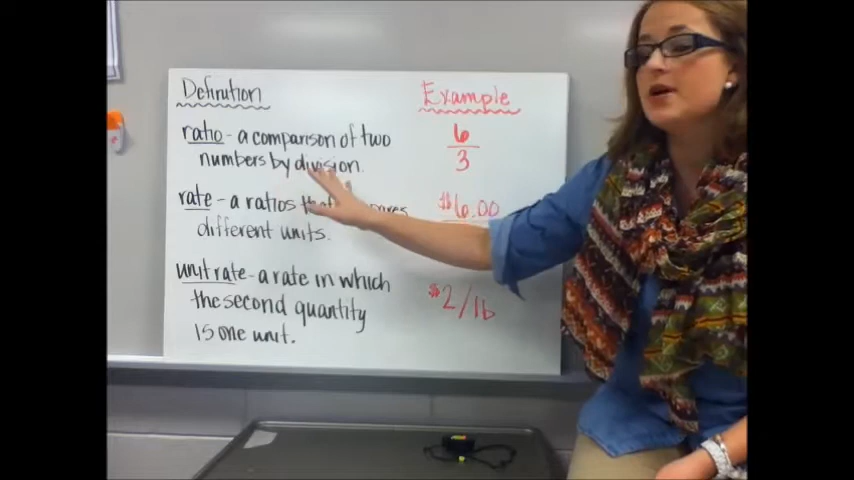 Definition
Example
ratio - a comparison of two
numbers by division.
6
3
rate - a ratios
different units.
$6.00
unit rate - a rate in which
the second quantity
is one unit.
$2/lb